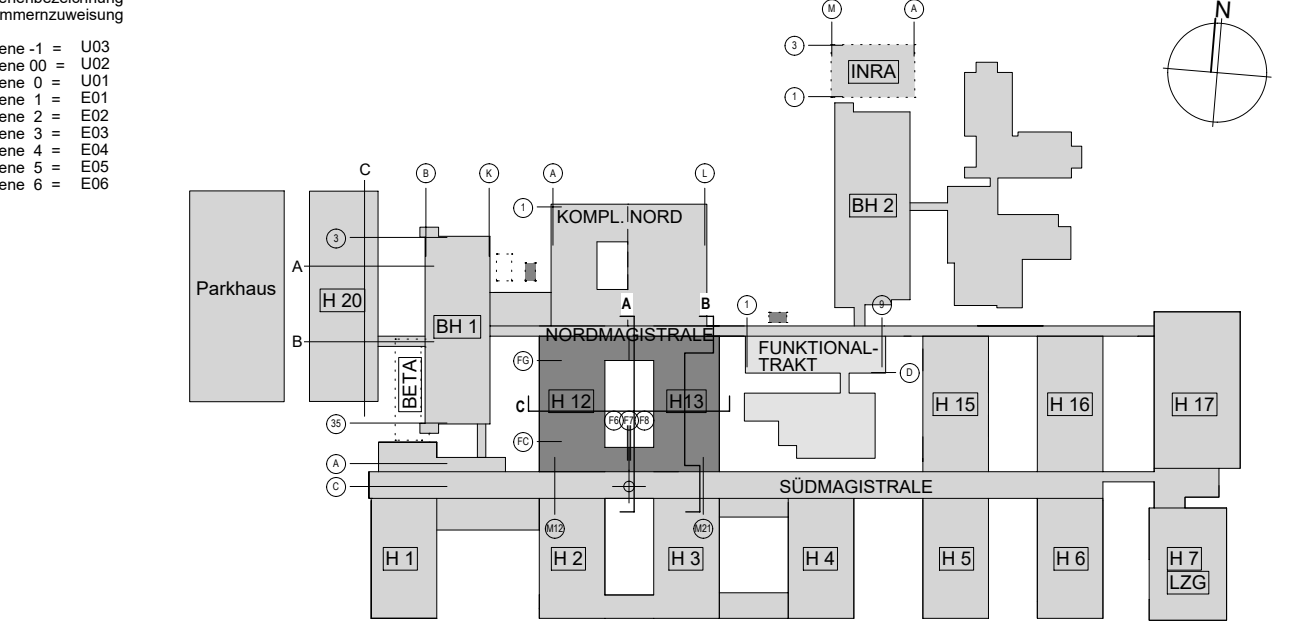 enenbezeichnung
mmernzuweisung
ene -1 = U03
ene 00 = U02
ene 0 = U01
ene 1 = E01
ene 2 = E02
ene 3 = E03
ene 4 = E04
ene 5 = E05
ene 6 = E06
M A
N
3
INRA
1
C B K A L
1 KOMPL. NORD
BH 2
3
A
Parkhaus
H 20
A B 1 9
BH 1
NORDMAGISTRALE
B
FUNKTIONAL-
TRAKT
FG
D
BETA
H 12
H13
C
H 15
H 16
H 17
F6 F7 F8
35
FC
A
C
SÜDMAGISTRALE
M12
M21
H 1
H 2
H 3
H 4
H 5
H 6
H 7
LZG